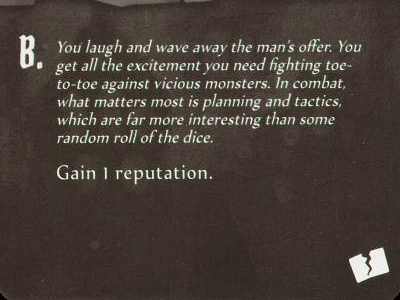 B. You laugh and wave away the man's offer. You
get all the excitement you need fighting toe-
to-toe against vicious monsters. In combat,
what matters most is planning and tactics,
which are far more interesting than some
random roll of the dice.
Gain 1 reputation.